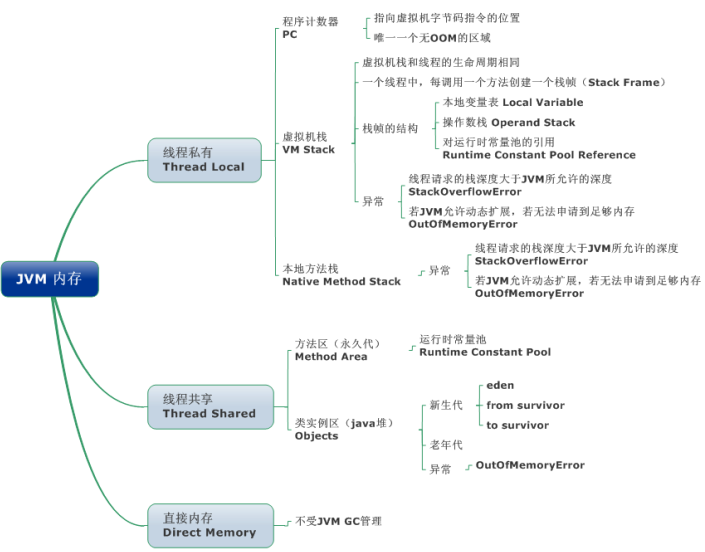 JVM 内存
线程私有
Thread Local
程序计数器
PC
指向虚拟机字节码指令的位置
唯一一个无OOM的区域
虚拟机栈
VM Stack
虚拟机栈和线程的生命周期相同
一个线程中，每调用一个方法创建一个栈帧（Stack Frame）
栈帧的结构
本地变量表 Local Variable
操作数栈 Operand Stack
对运行时常量池的引用
Runtime Constant Pool Reference
异常
线程请求的栈深度大于JVM所允许的深度
StackOverflowError
若JVM允许动态扩展，若无法申请到足够内存
OutOfMemoryError
本地方法栈
Native Method Stack
异常
线程请求的栈深度大于JVM所允许的深度
StackOverflowError
若JVM允许动态扩展，若无法申请到足够内存
OutOfMemoryError
线程共享
Thread Shared
方法区（永久代）
Method Area
运行时常量池
Runtime Constant Pool
类实例区（java堆）
Objects
新生代
eden
from survivor
to survivor
老年代
异常
OutOfMemoryError
直接内存
Direct Memory
不受JVM GC管理